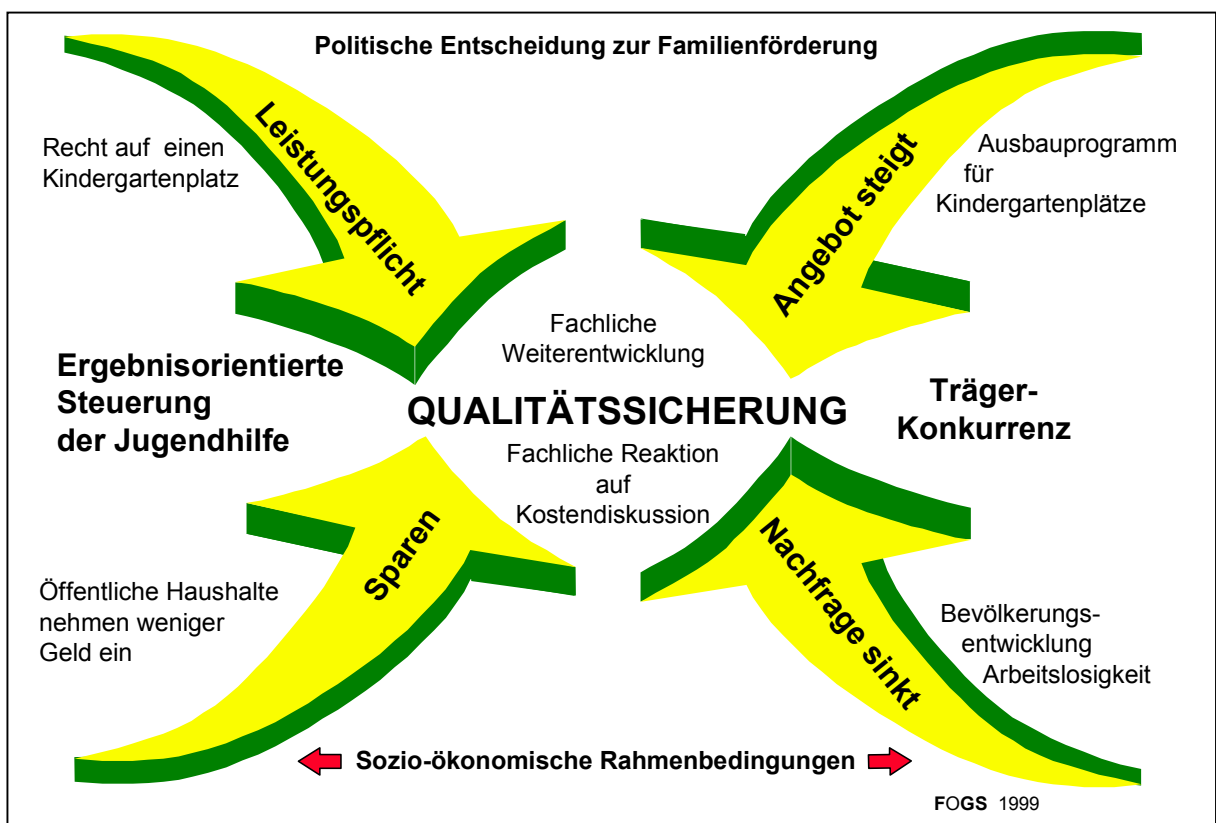 Politische Entscheidung zur Familienförderung
Leistungspflicht
Recht auf einen
Kindergartenplatz
Angebot steigt
Ausbauprogramm
für
Kindergartenplätze
Fachliche
Weiterentwicklung
Ergebnisorientierte
Steuerung
der Jugendhilfe
QUALITÄTSSICHERUNG
Träger-
Konkurrenz
Fachliche Reaktion
auf
Kostendiskussion
Sparen
Öffentliche Haushalte
nehmen weniger
Geld ein
Nachfrage sinkt
Bevölkerungs-
entwicklung
Arbeitslosigkeit
Sozio-ökonomische Rahmenbedingungen
FOGS 1999